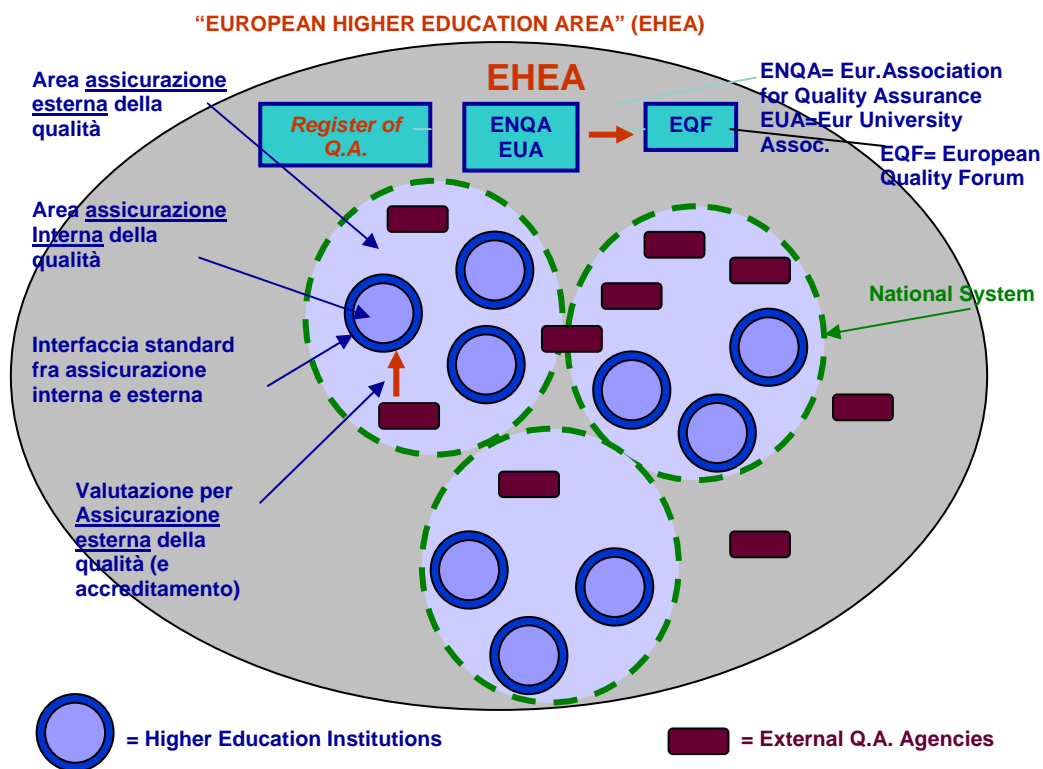 “EUROPEAN HIGHER EDUCATION AREA” (EHEA)
EHEA
Area assicurazione
esterna della
qualità
Register of
Q.A.
ENQA
EUA
EQF
ENQA= Eur.Association
for Quality Assurance
EUA=Eur University
Assoc.
EQF= European
Quality Forum
Area assicurazione
Interna della
qualità
National System
Interfaccia standard
fra assicurazione
interna e esterna
Valutazione per
Assicurazione
esterna della
qualità (e
accreditamento)
= Higher Education Institutions
= External Q.A. Agencies